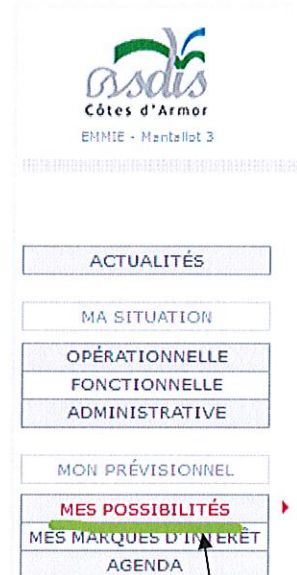 asdis
Côtes d'Armor
EMMIE - Mantallot 3
ACTUALITÉS
MA SITUATION
OPÉRATIONNELLE
FONCTIONNELLE
ADMINISTRATIVE
MON PRÉVISIONNEL
MES POSSIBILITÉS
MES MARQUES D'INTÉRÊT
AGENDA